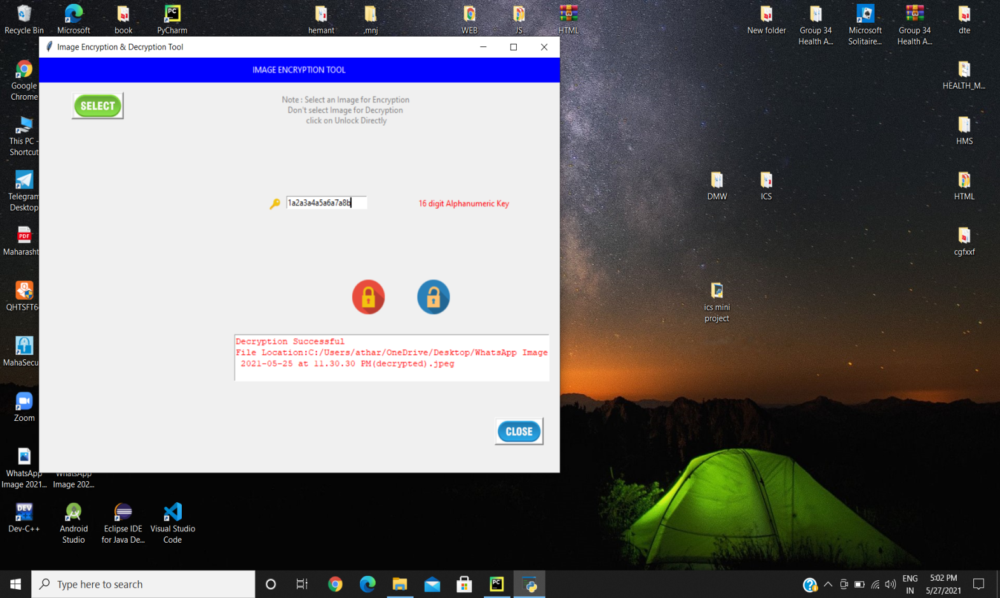 Recycle Bin
Microsoft
book
PyCharm
hemant
,mnj
WEB
JS
HTML
New folder
Group 34
Health A...
Microsoft
Solitaire...
Group 34
Health A...
dte
Image Encryption & Decryption Tool
IMAGE ENCRYPTION TOOL
SELECT
Note : Select an Image for Encryption
Don't select Image for Decryption
click on Unlock Directly
Google
Chrome
HEALTH_M...
This PC -
Shortcut
HMS
Telegram
Desktop
DMW
ICS
HTML
1a2a3a4a5a6a7a8b
16 digit Alphanumeric Key
PDF
Maharasht
cgfxxf
QHTSFT64
ics mini
project
Decryption Successful
File Location:C:/Users/athar/OneDrive/Desktop/WhatsApp Image
2021-05-25 at 11.30.30 PM(decrypted).jpeg
MahaSecu
Zoom
CLOSE
WhatsApp
Image 2021...
WhatsApp
Image 202...
DEV
Dev-C++
Android
Studio
Eclipse IDE
for Java De...
Visual Studio
Code
Type here to search
PC
ENG
IN
5:02 PM
5/27/2021